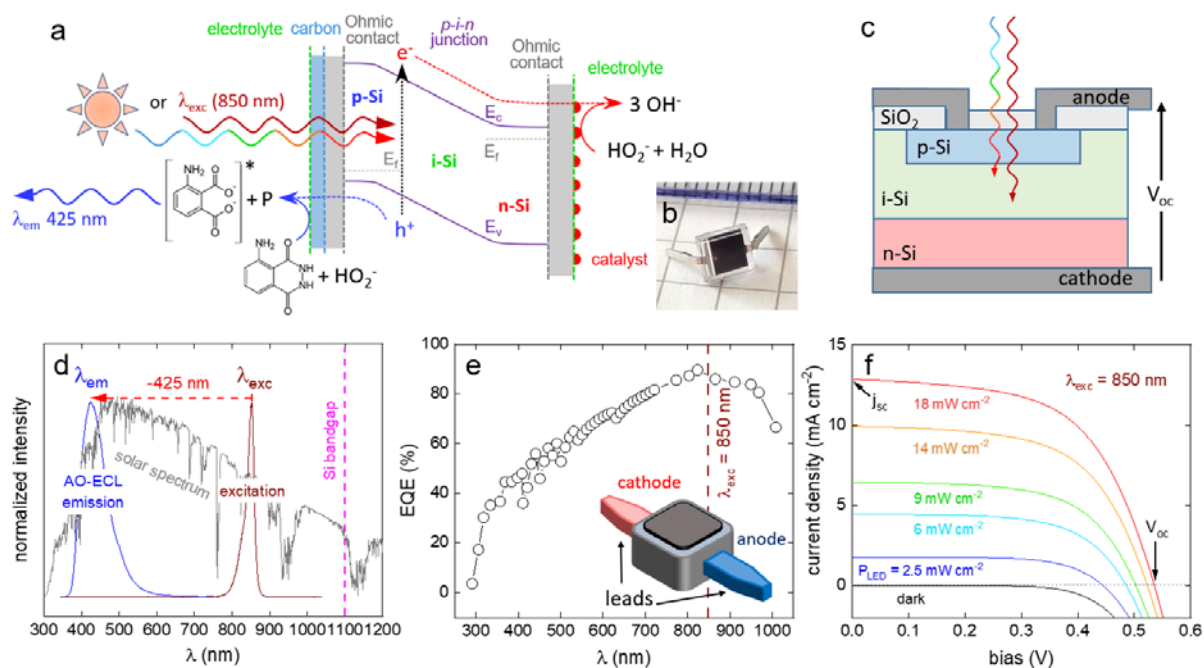 a
electrolyte
carbon
Ohmic
contact
p-i-n
junction
Ohmic
contact
electrolyte
e-
or λexc (850 nm)
p-Si
Ec
3 OH-
Ef
i-Si
Ef
HO2- + H2O
*
NH2
O
O-
O-
O
+ P
λem 425 nm
h+
n-Si
Ev
NH2
O
NH
NH
O
+ HO2-
catalyst
b
c
anode
SiO2
p-Si
i-Si
Voc
n-Si
cathode
d
λem
-425 nm
λexc
solar spectrum
AO-ECL
emission
excitation
Si bandgap
normalized intensity
300 400 500 600 700 800 900 1000 1100 1200
λ (nm)
e
100
80
60
40
20
0
EQE (%)
λexc = 850 nm
cathode
anode
leads
300 400 500 600 700 800 900 1000
λ (nm)
f
λexc = 850 nm
15
10
5
0
current density (mA cm-2)
jsc
18 mW cm-2
14 mW cm-2
9 mW cm-2
6 mW cm-2
PLED = 2.5 mW cm-2
Voc
dark
0.0 0.1 0.2 0.3 0.4 0.5 0.6
bias (V)